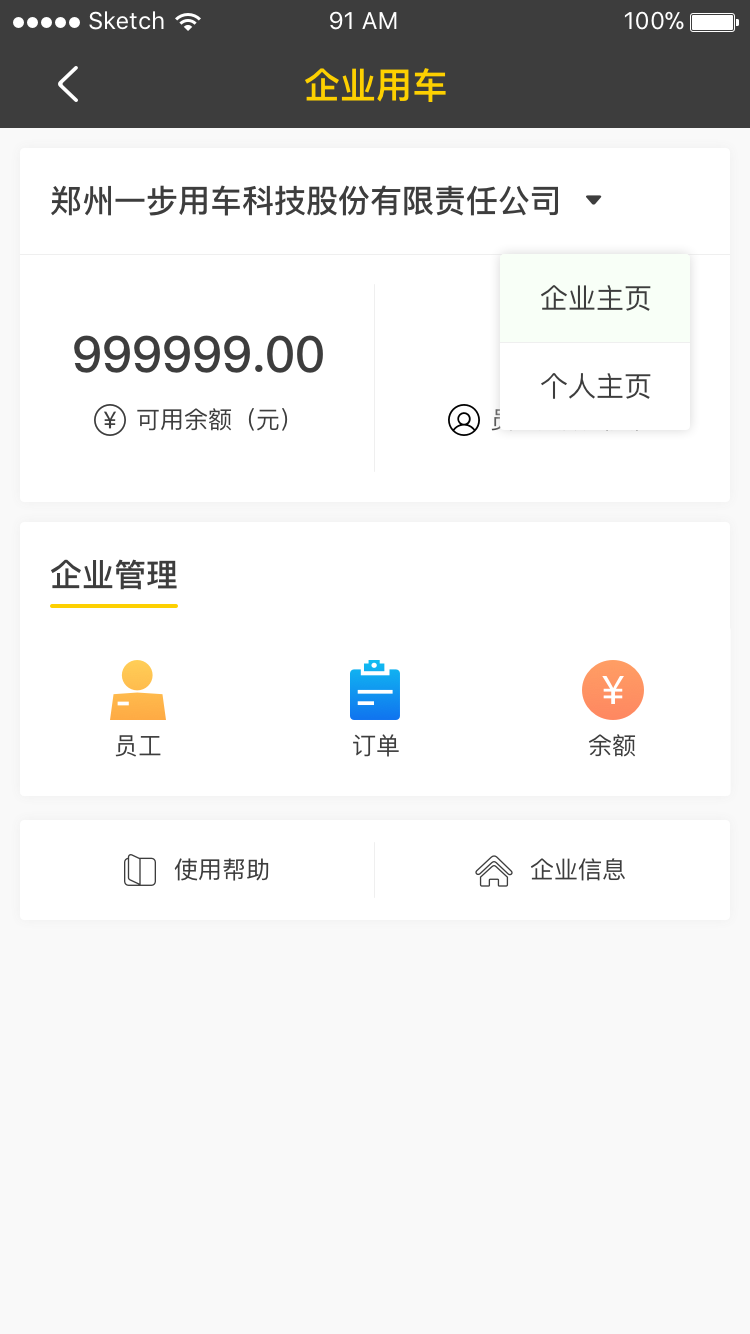 Sketch 91 AM 100%
企业用车
郑州一步用车科技股份有限责任公司
企业主页
个人主页
999999.00
¥ 可用余额（元）
企业管理
¥
员工 订单 余额
使用帮助 企业信息